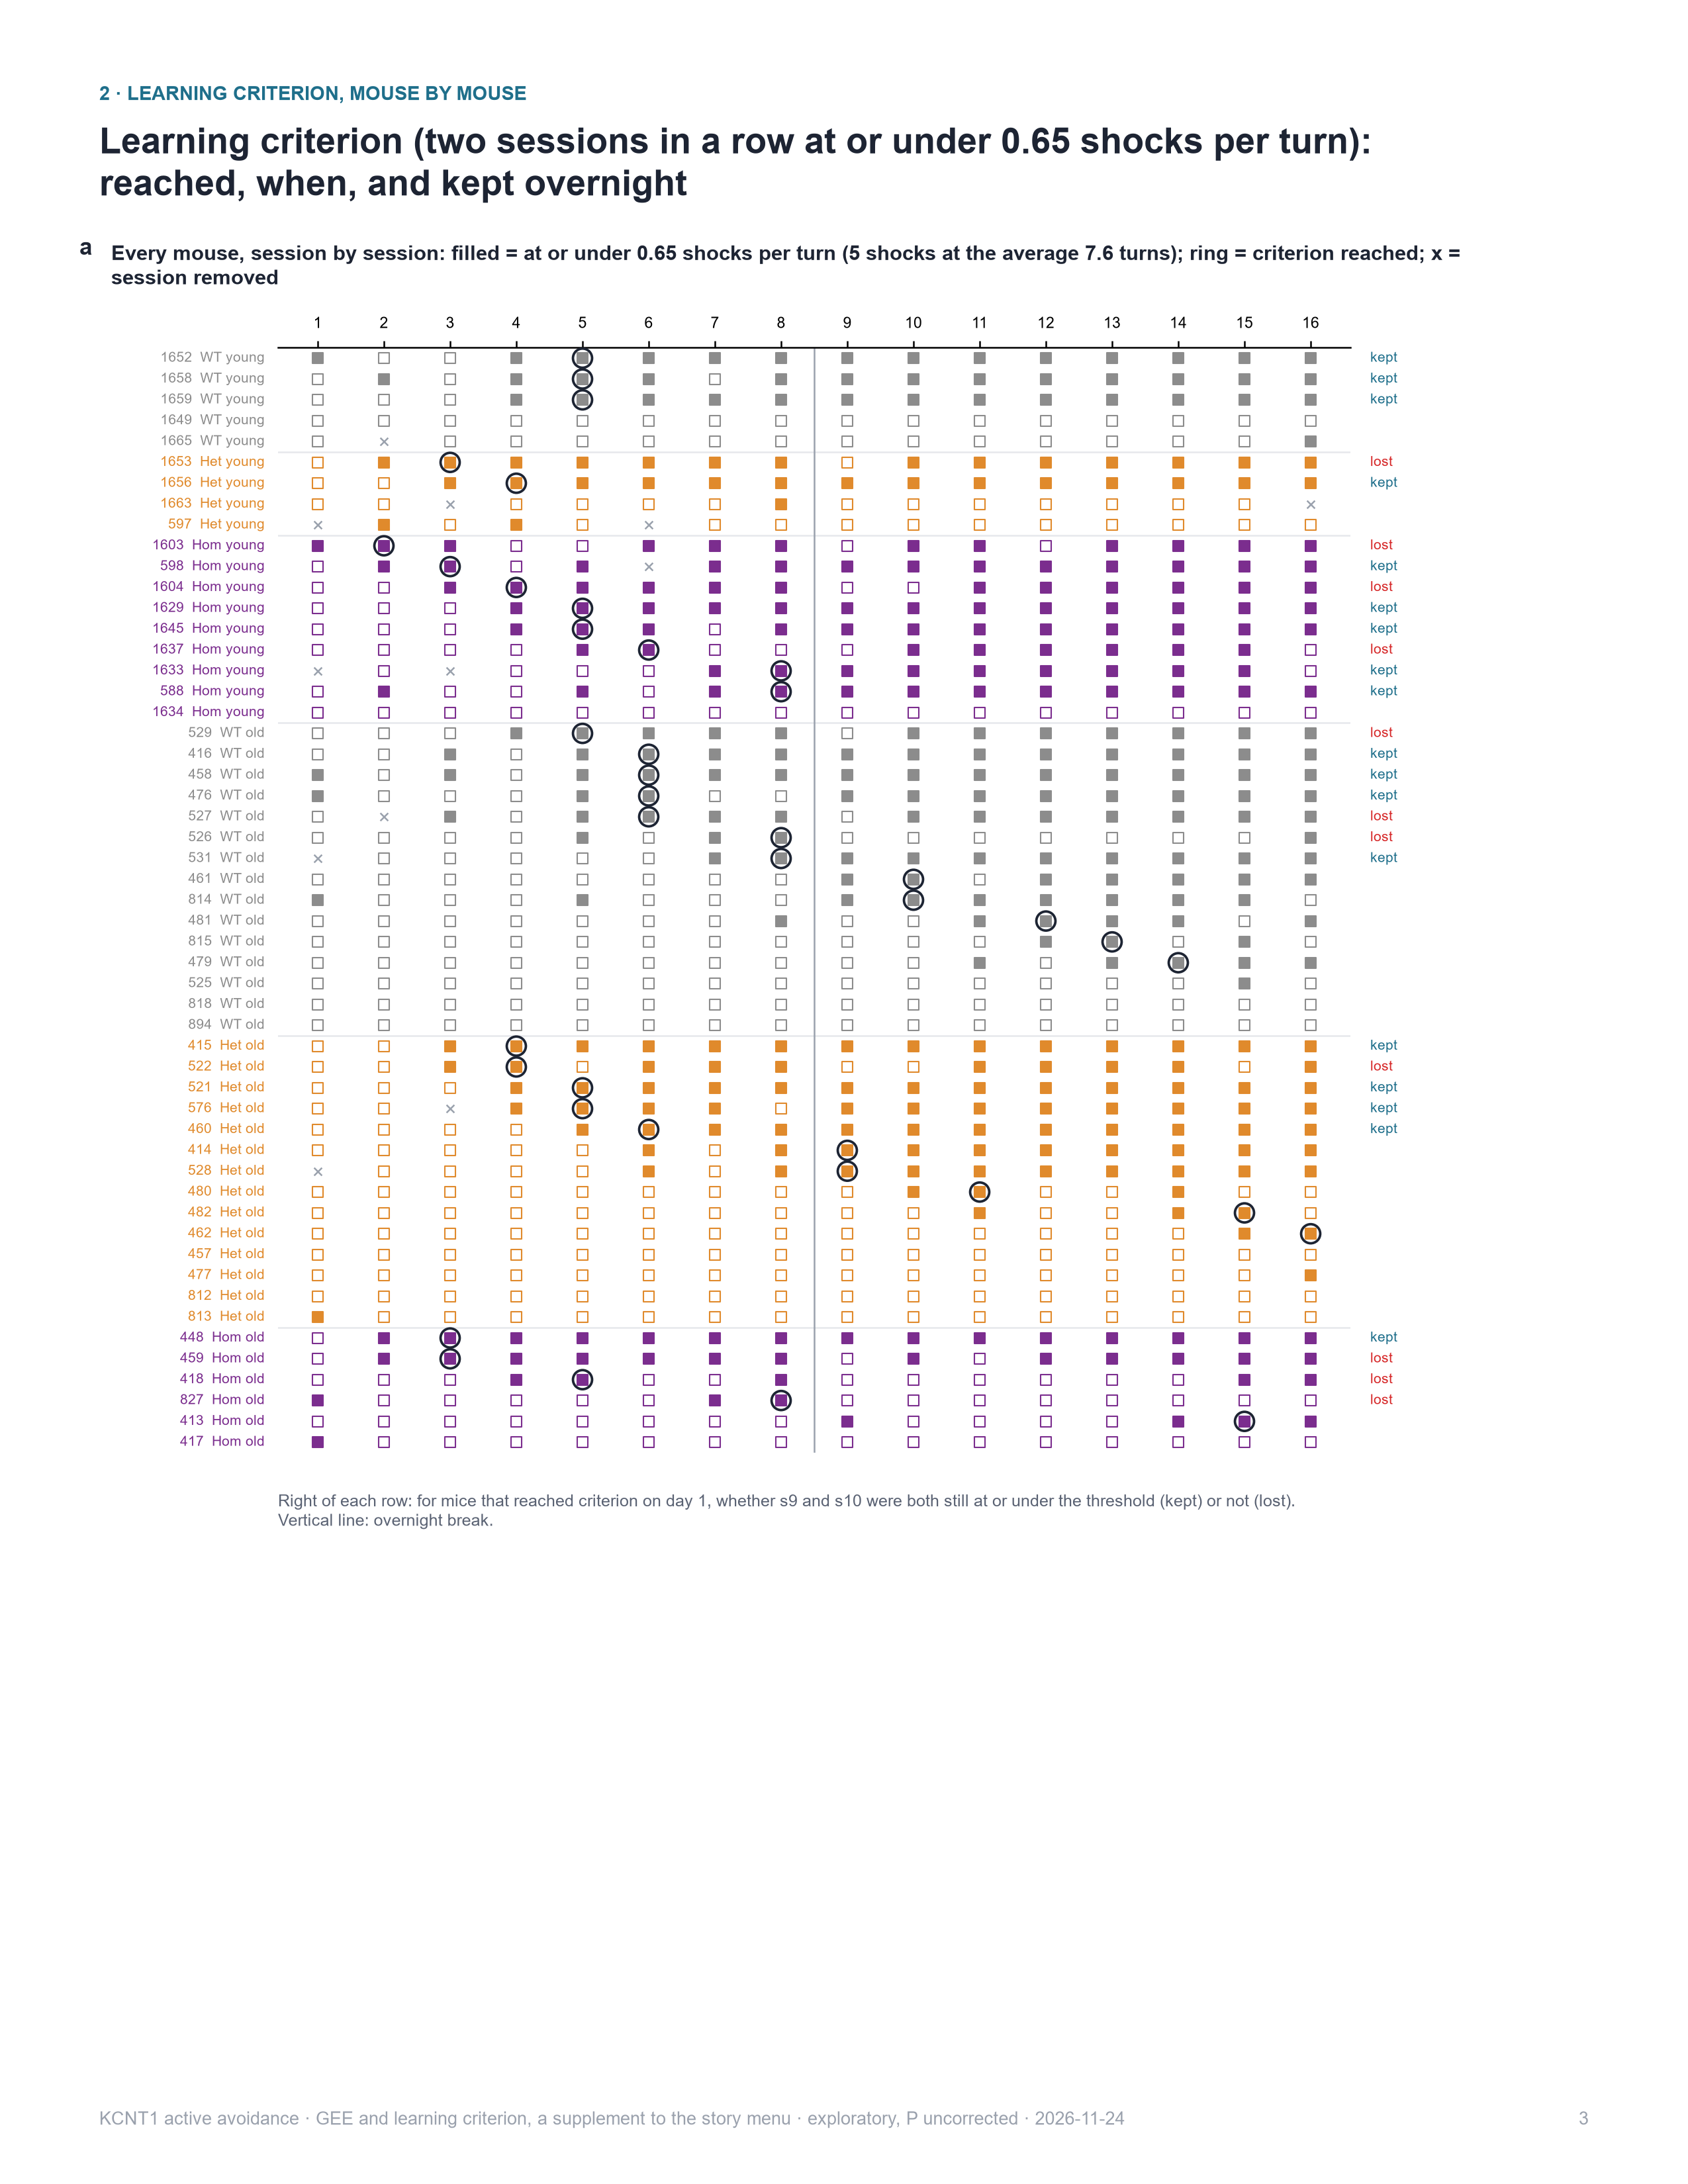 2 · LEARNING CRITERION, MOUSE BY MOUSE
Learning criterion (two sessions in a row at or under 0.65 shocks per turn):
reached, when, and kept overnight
a Every mouse, session by session: filled = at or under 0.65 shocks per turn (5 shocks at the average 7.6 turns); ring = criterion reached; x =
session removed
1 2 3 4 5 6 7 8 9 10 11 12 13 14 15 16
1652 WT young kept
1658 WT young kept
1659 WT young kept
1649 WT young
1665 WT young
1653 Het young lost
1656 Het young kept
1663 Het young
597 Het young
1603 Hom young lost
598 Hom young kept
1604 Hom young lost
1629 Hom young kept
1645 Hom young kept
1637 Hom young lost
1633 Hom young kept
588 Hom young kept
1634 Hom young
529 WT old lost
416 WT old kept
458 WT old kept
476 WT old kept
527 WT old lost
526 WT old lost
531 WT old kept
461 WT old
814 WT old
481 WT old
815 WT old
479 WT old
525 WT old
818 WT old
894 WT old
415 Het old kept
522 Het old lost
521 Het old kept
576 Het old kept
460 Het old kept
414 Het old
528 Het old
480 Het old
482 Het old
462 Het old
457 Het old
477 Het old
812 Het old
813 Het old
448 Hom old kept
459 Hom old lost
418 Hom old lost
827 Hom old lost
413 Hom old
417 Hom old
Right of each row: for mice that reached criterion on day 1, whether s9 and s10 were both still at or under the threshold (kept) or not (lost).
Vertical line: overnight break.
KCNT1 active avoidance · GEE and learning criterion, a supplement to the story menu · exploratory, P uncorrected · 2026-11-24 3